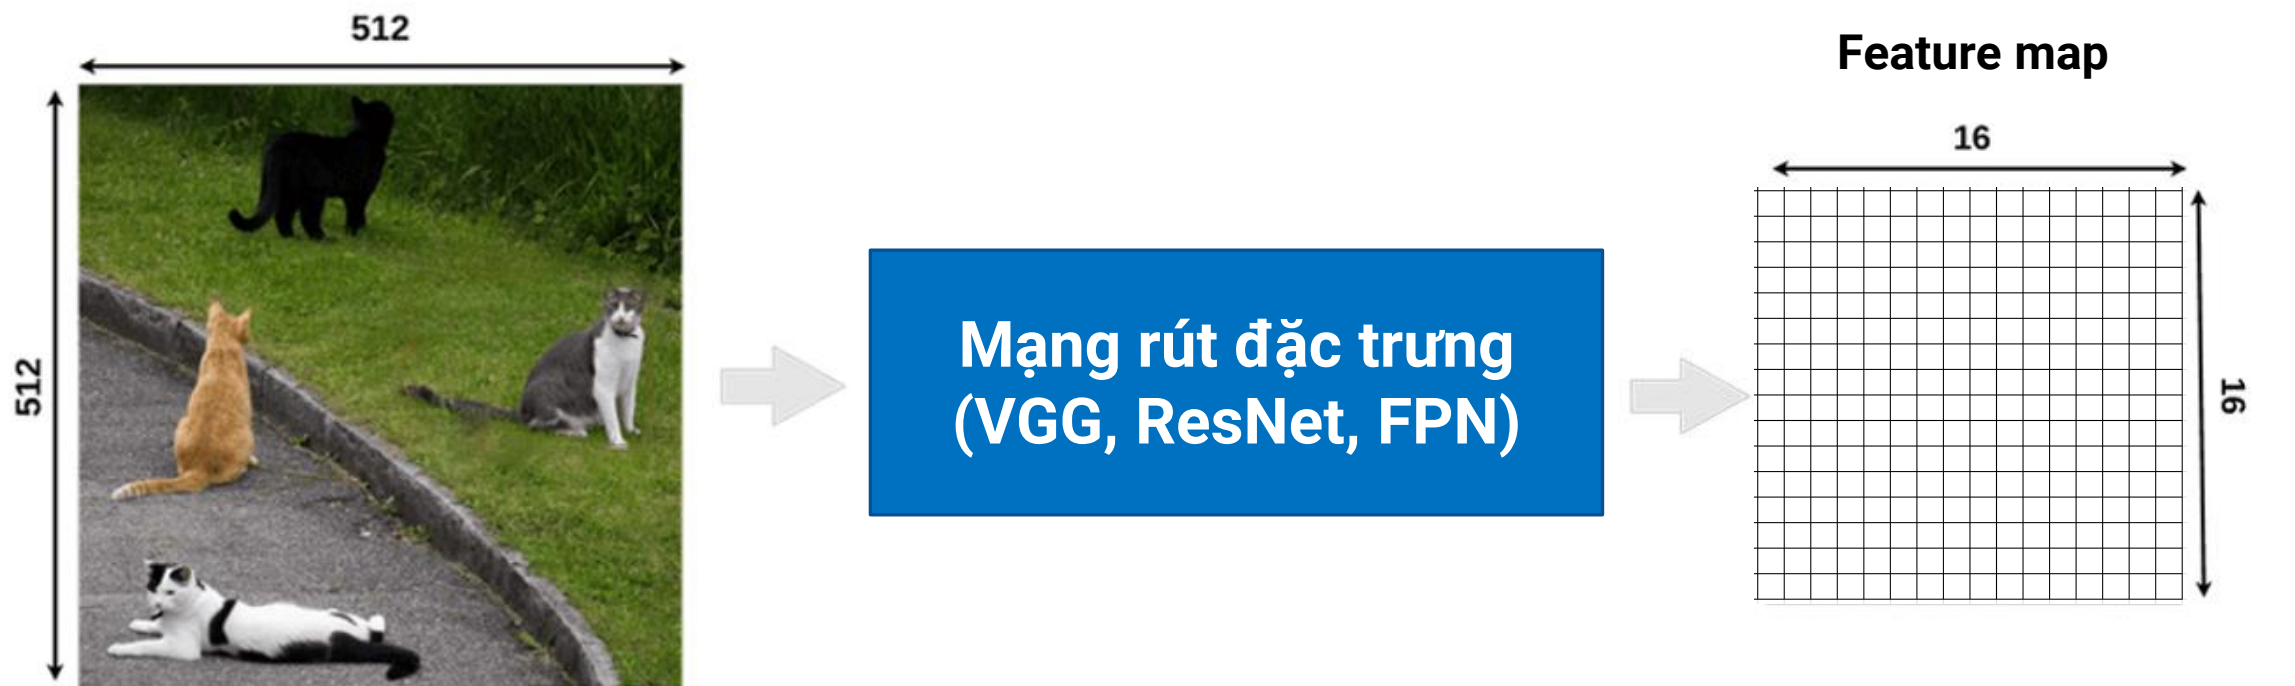 512
512
Mạng rút đặc trưng
(VGG, ResNet, FPN)
Feature map
16
16